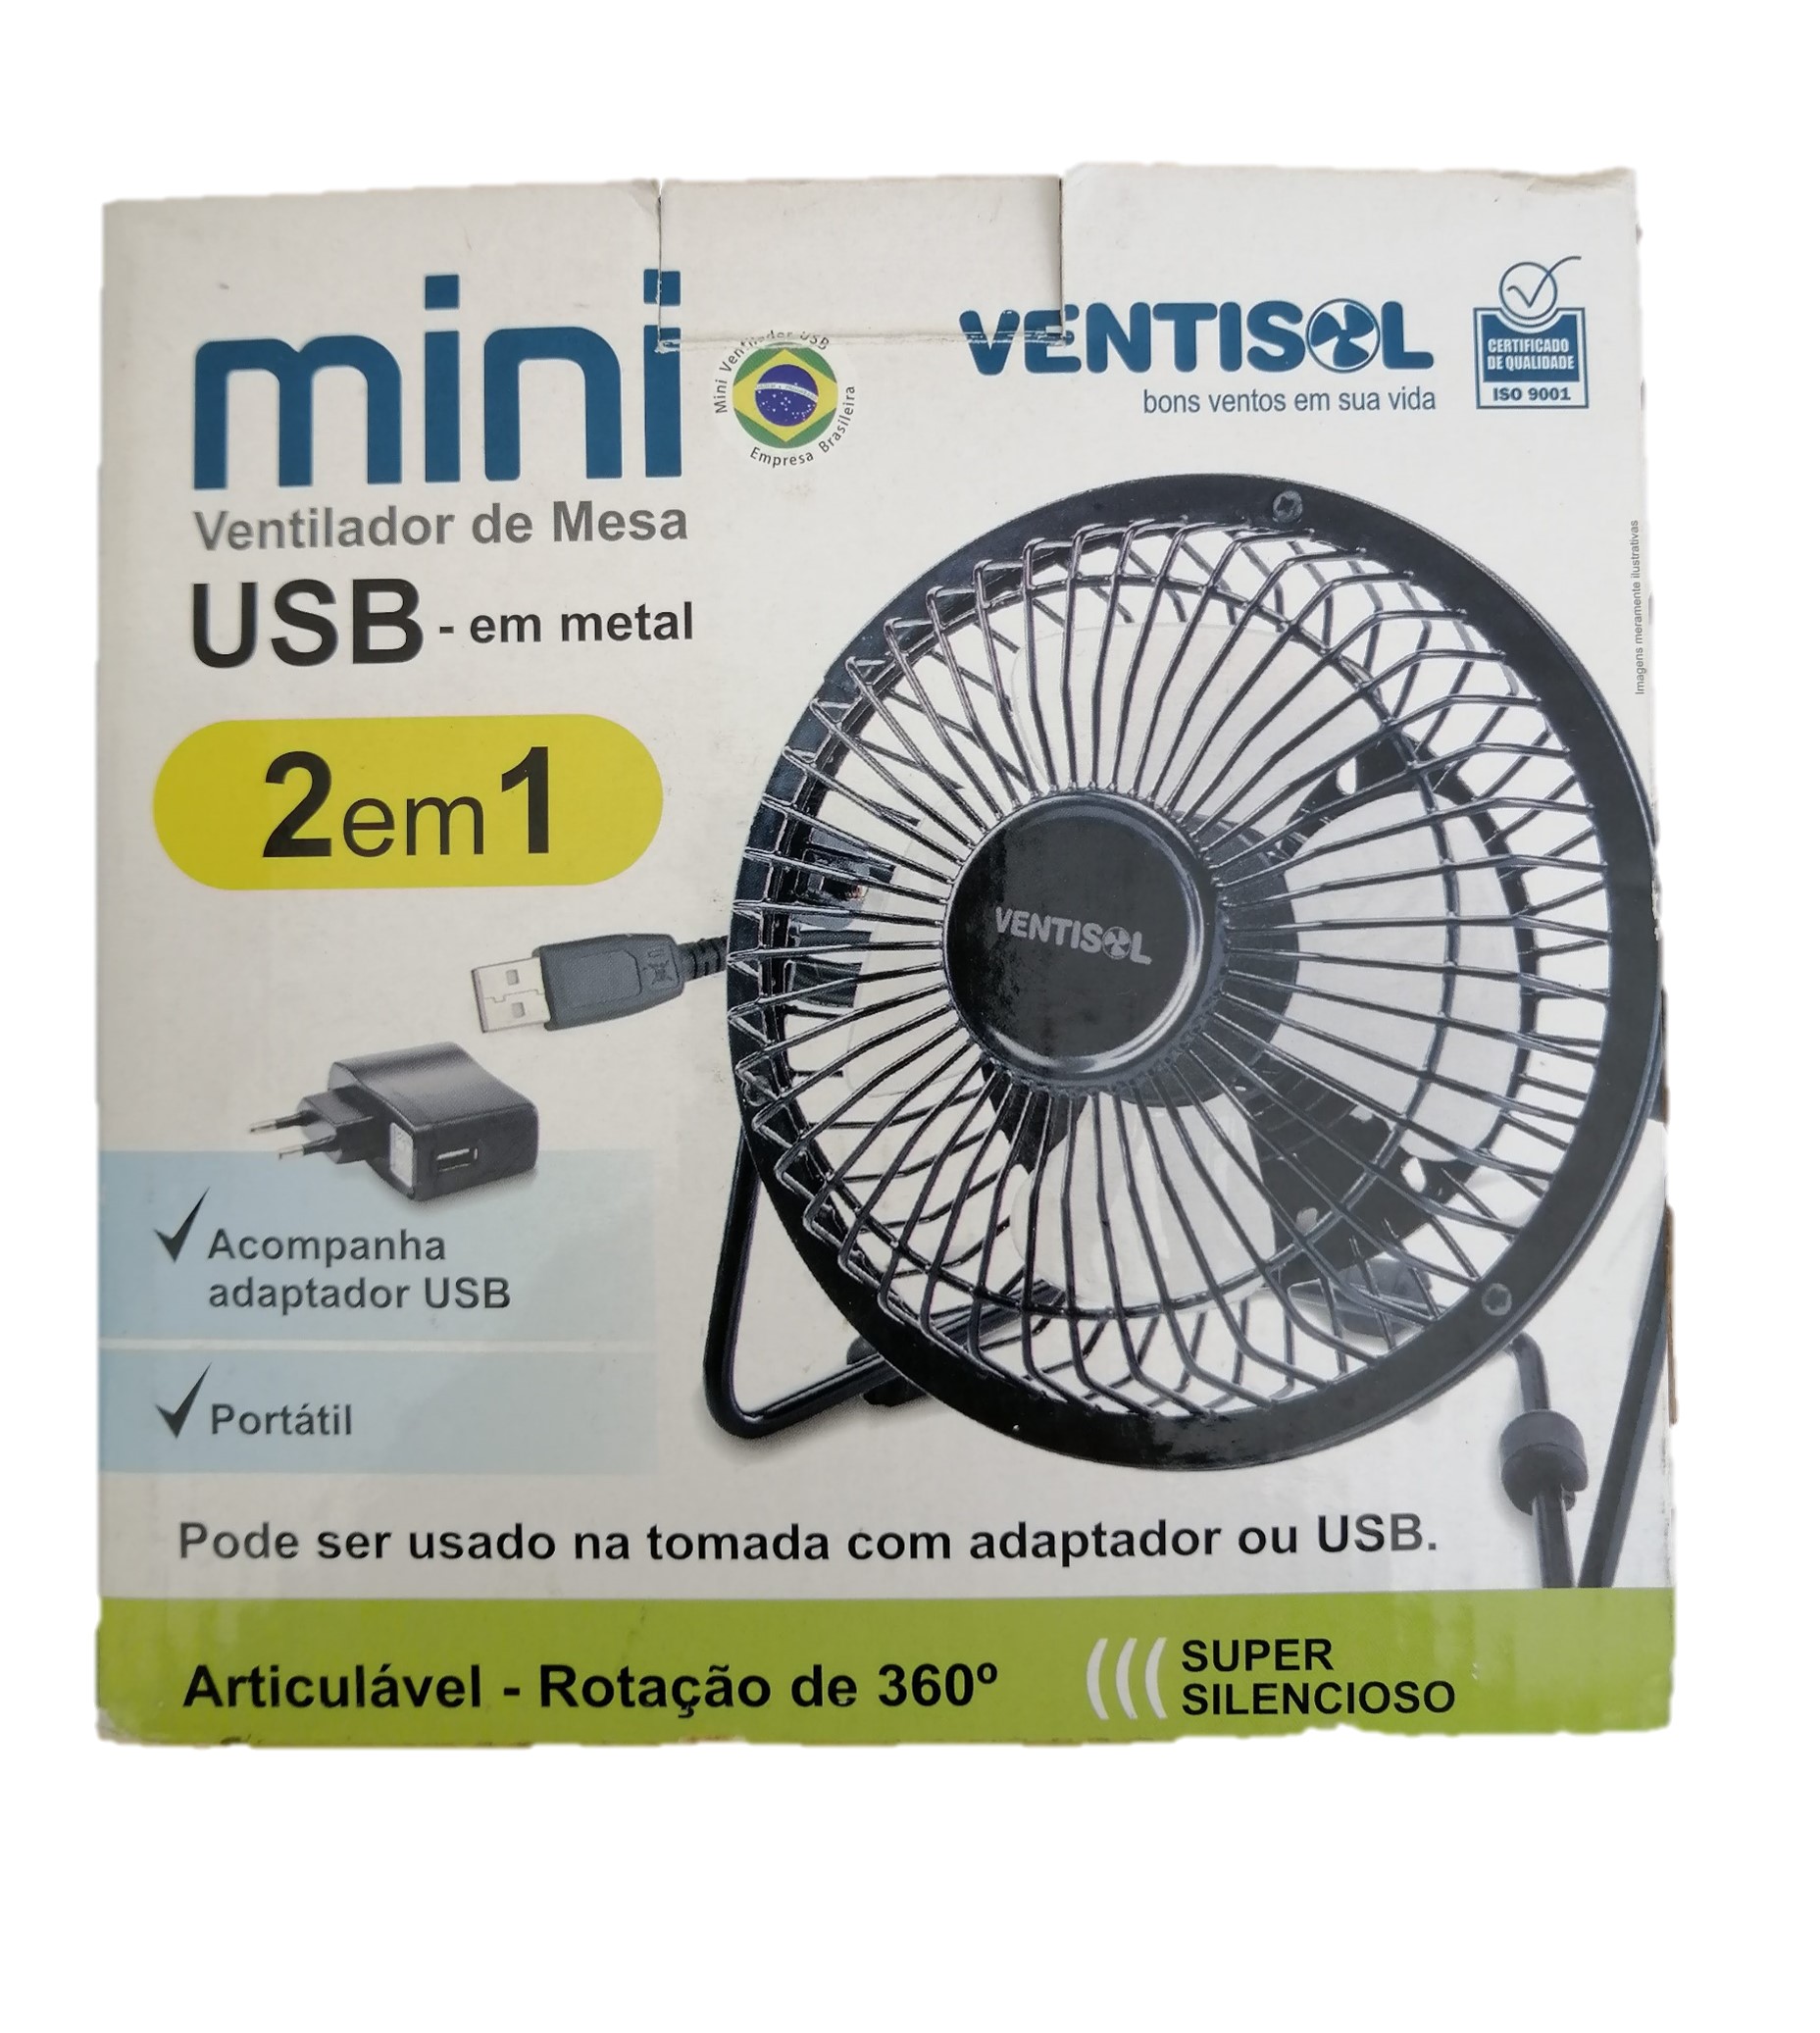 mini
Mini Ventilador USB
Empresa Brasileira
VENTISOL
bons ventos em sua vida
CERTIFICADO
DE QUALIDADE
ISO 9001
Ventilador de Mesa
USB - em metal
Imagens meramente ilustrativas
2em1
VENTISOL
Acompanha
adaptador USB
Portátil
Pode ser usado na tomada com adaptador ou USB.
Articulável - Rotação de 360º
SUPER
SILENCIOSO